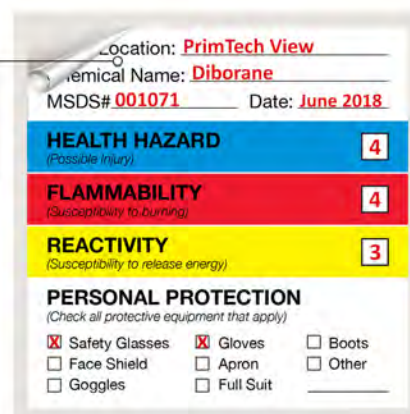 Location: PrimTech View
Chemical Name: Diborane
MSDS# 001071 Date: June 2018
HEALTH HAZARD 4
(Possible Injury)
FLAMMABILITY 4
(Susceptibility to burning)
REACTIVITY 3
(Susceptibility to release energy)
PERSONAL PROTECTION
(Check all protective equipment that apply)
X Safety Glasses X Gloves Boots
Face Shield Apron Other
Goggles Full Suit